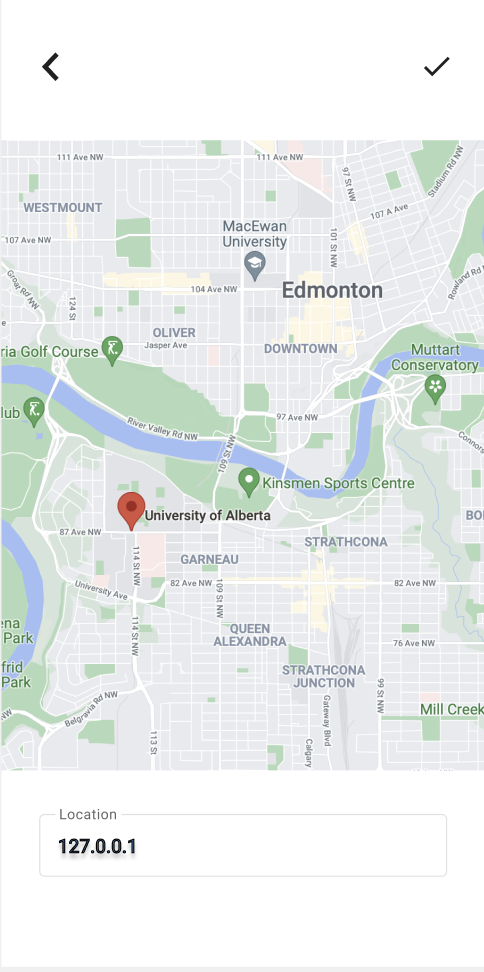 111 Ave NW
111 Ave NW
97 St NW
Stadium Rd NW
WESTMOUNT
107 A Ave
MacEwan
University
107 Ave NW
101 St NW
Groat Rd NW
104 Ave NW
Edmonton
Rowland Rd
124 St
OLIVER
Jasper Ave
DOWNTOWN
ria Golf Course
Muttart
Conservatory
lub
97 Ave NW
River Valley Rd NW
109 St NW
Connors
Kinsmen Sports Centre
University of Alberta
BO
87 Ave NW
STRATHCONA
114 St NW
GARNEAU
University Ave
82 Ave NW
109 St NW
82 Ave NW
ena
Park
114 St NW
QUEEN
ALEXANDRA
76 Ave NW
frid
Park
STRATHCONA
JUNCTION
99 St NW
NW
Belgravia Rd NW
Gateway Blvd
Mill Creek
113 St
Calgary
Location
127.0.0.1